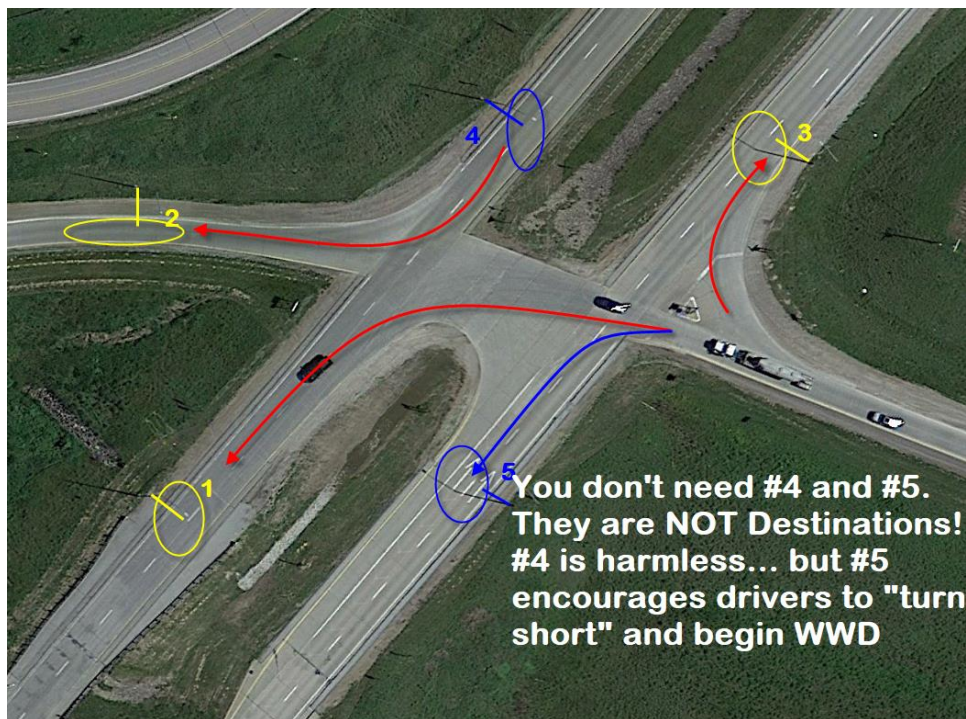 4
3
2
1
5
You don't need #4 and #5.
They are NOT Destinations!
#4 is harmless... but #5
encourages drivers to "turn
short" and begin WWD